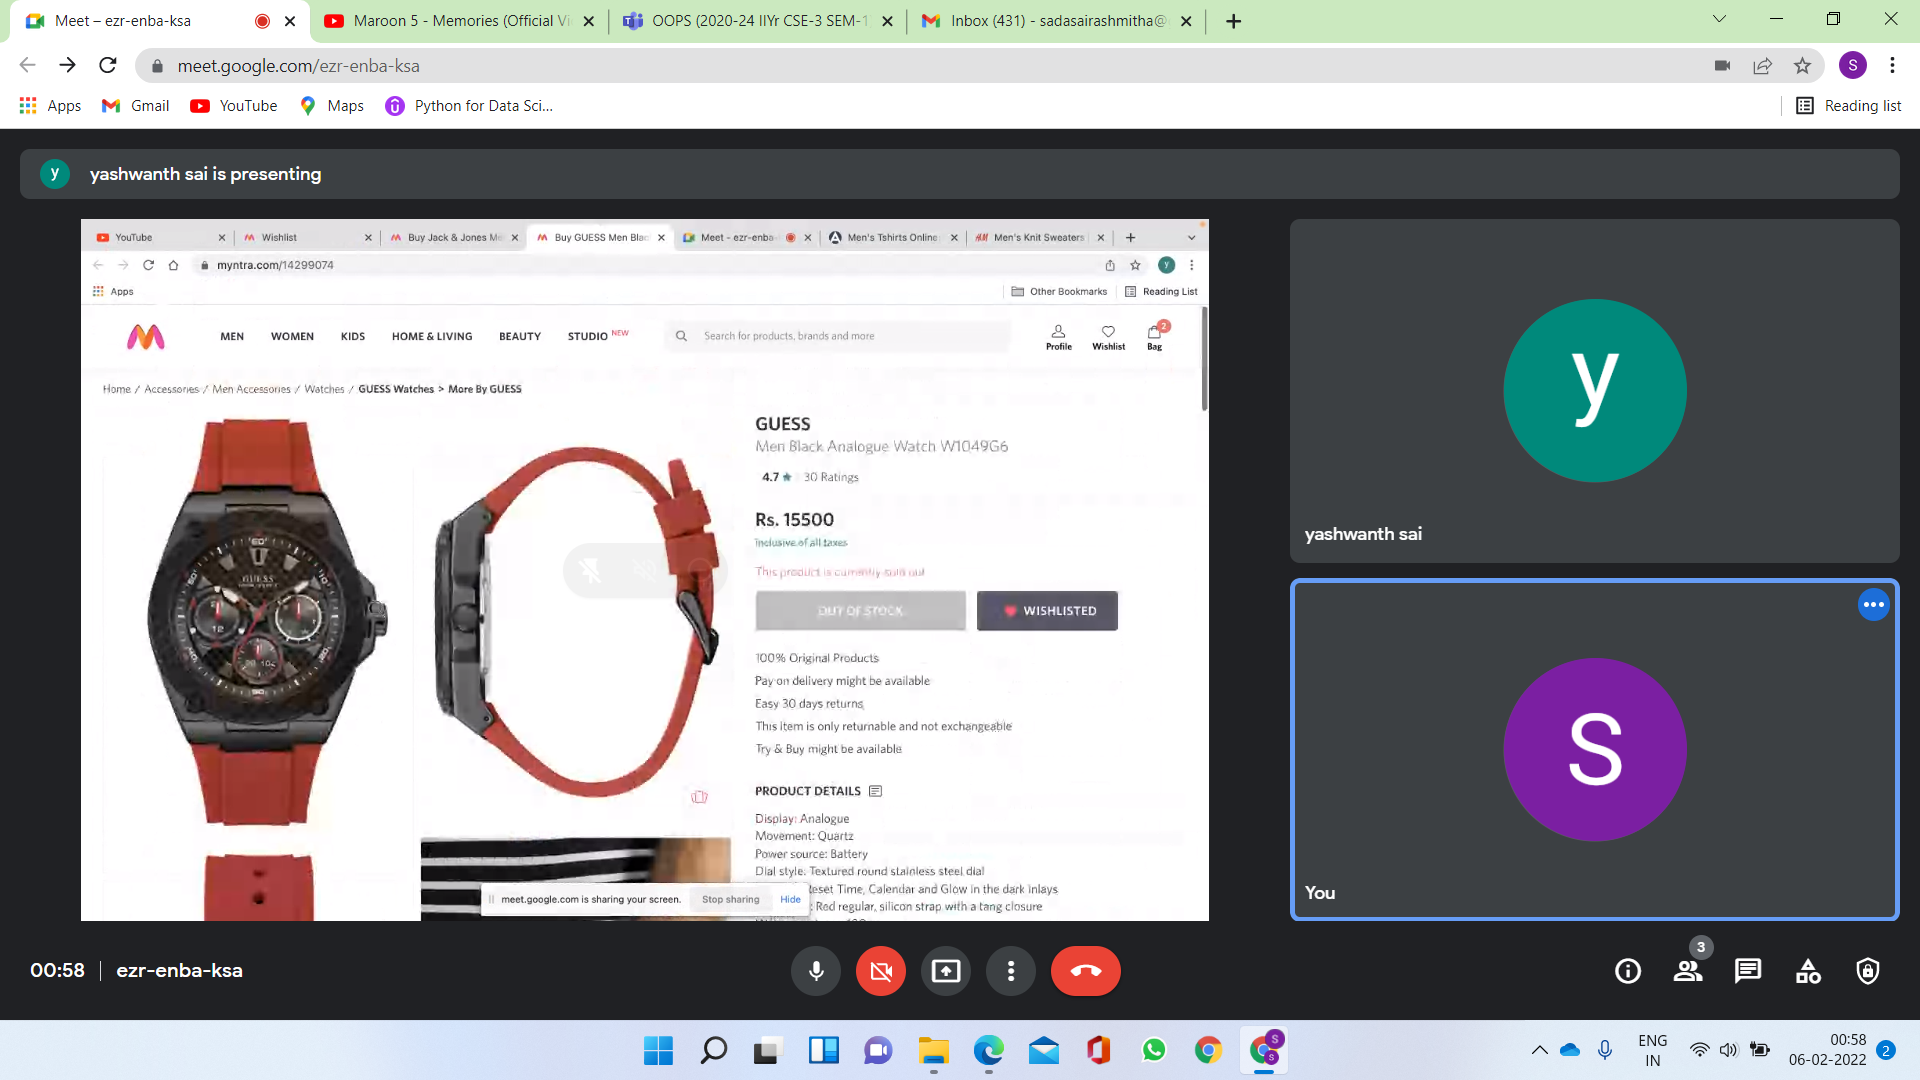 Meet – ezr-enba-ksa
Maroon 5 - Memories (Official Vi
OOPS (2020-24 IIYr CSE-3 SEM-1
Inbox (431) - sadasairashmitha@
meet.google.com/ezr-enba-ksa
S
Apps
Gmail
YouTube
Maps
Python for Data Sci...
Reading list
y
yashwanth sai is presenting
YouTube
Wishlist
Buy Jack & Jones Me
Buy GUESS Men Blac
Meet - ezr-enba-
Men's Tshirts Online
H&M Men's Knit Sweaters
myntra.com/14299074
y
Apps
Other Bookmarks
Reading List
MEN
WOMEN
KIDS
HOME & LIVING
BEAUTY
STUDIO NEW
Search for products, brands and more
Profile
Wishlist
2
Bag
Home / Accessories / Men Accessories / Watches / GUESS Watches > More By GUESS
GUESS
GUESS
Men Black Analogue Watch W1049G6
4.7 ★ 30 Ratings
Rs. 15500
inclusive of all taxes
This product is currently sold out
OUT OF STOCK
WISHLISTED
100% Original Products
Pay on delivery might be available
Easy 30 days returns
This item is only returnable and not exchangeable
Try & Buy might be available
PRODUCT DETAILS
Display: Analogue
Movement: Quartz
Power source: Battery
Dial style: Textured round stainless steel dial
Reset Time, Calendar and Glow in the dark inlays
: Red regular, silicon strap with a tang closure
meet.google.com is sharing your screen.
Stop sharing
Hide
y
yashwanth sai
S
You
00:58
ezr-enba-ksa
3
S
S
ENG
IN
00:58
06-02-2022
2